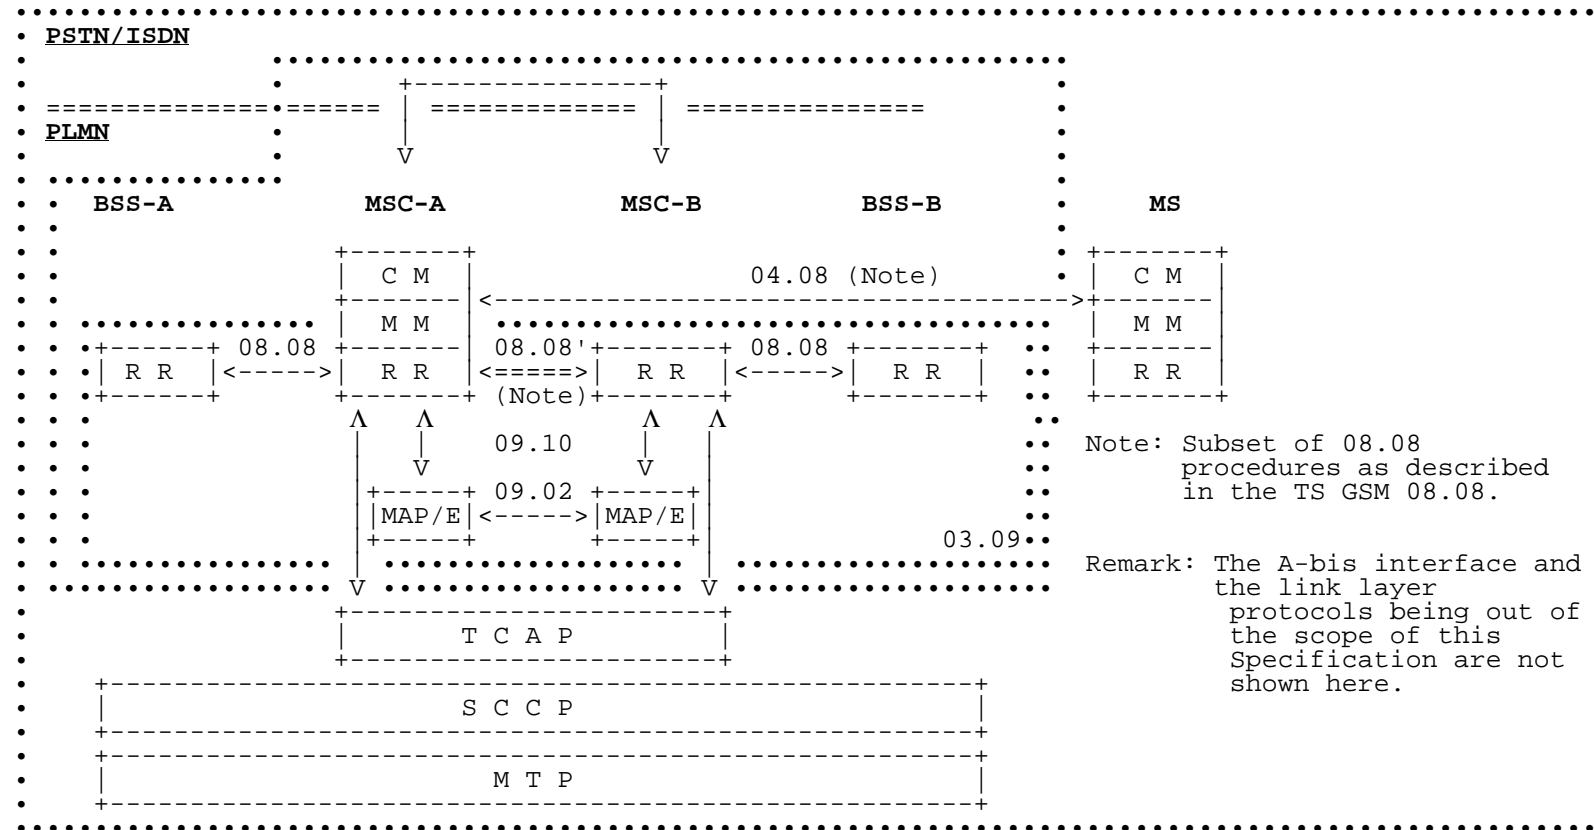 PSTN/ISDN
PLMN
BSS-A MSC-A MSC-B BSS-B MS
C M 04.08 (Note) C M
M M M M
08.08 08.08' 08.08
R R R R R R R R R R
(Note)
09.10
09.02
MAP/E MAP/E
03.09
Note: Subset of 08.08
procedures as described
in the TS GSM 08.08.
Remark: The A-bis interface and
the link layer
protocols being out of
the scope of this
Specification are not
shown here.
T C A P
S C C P
M T P